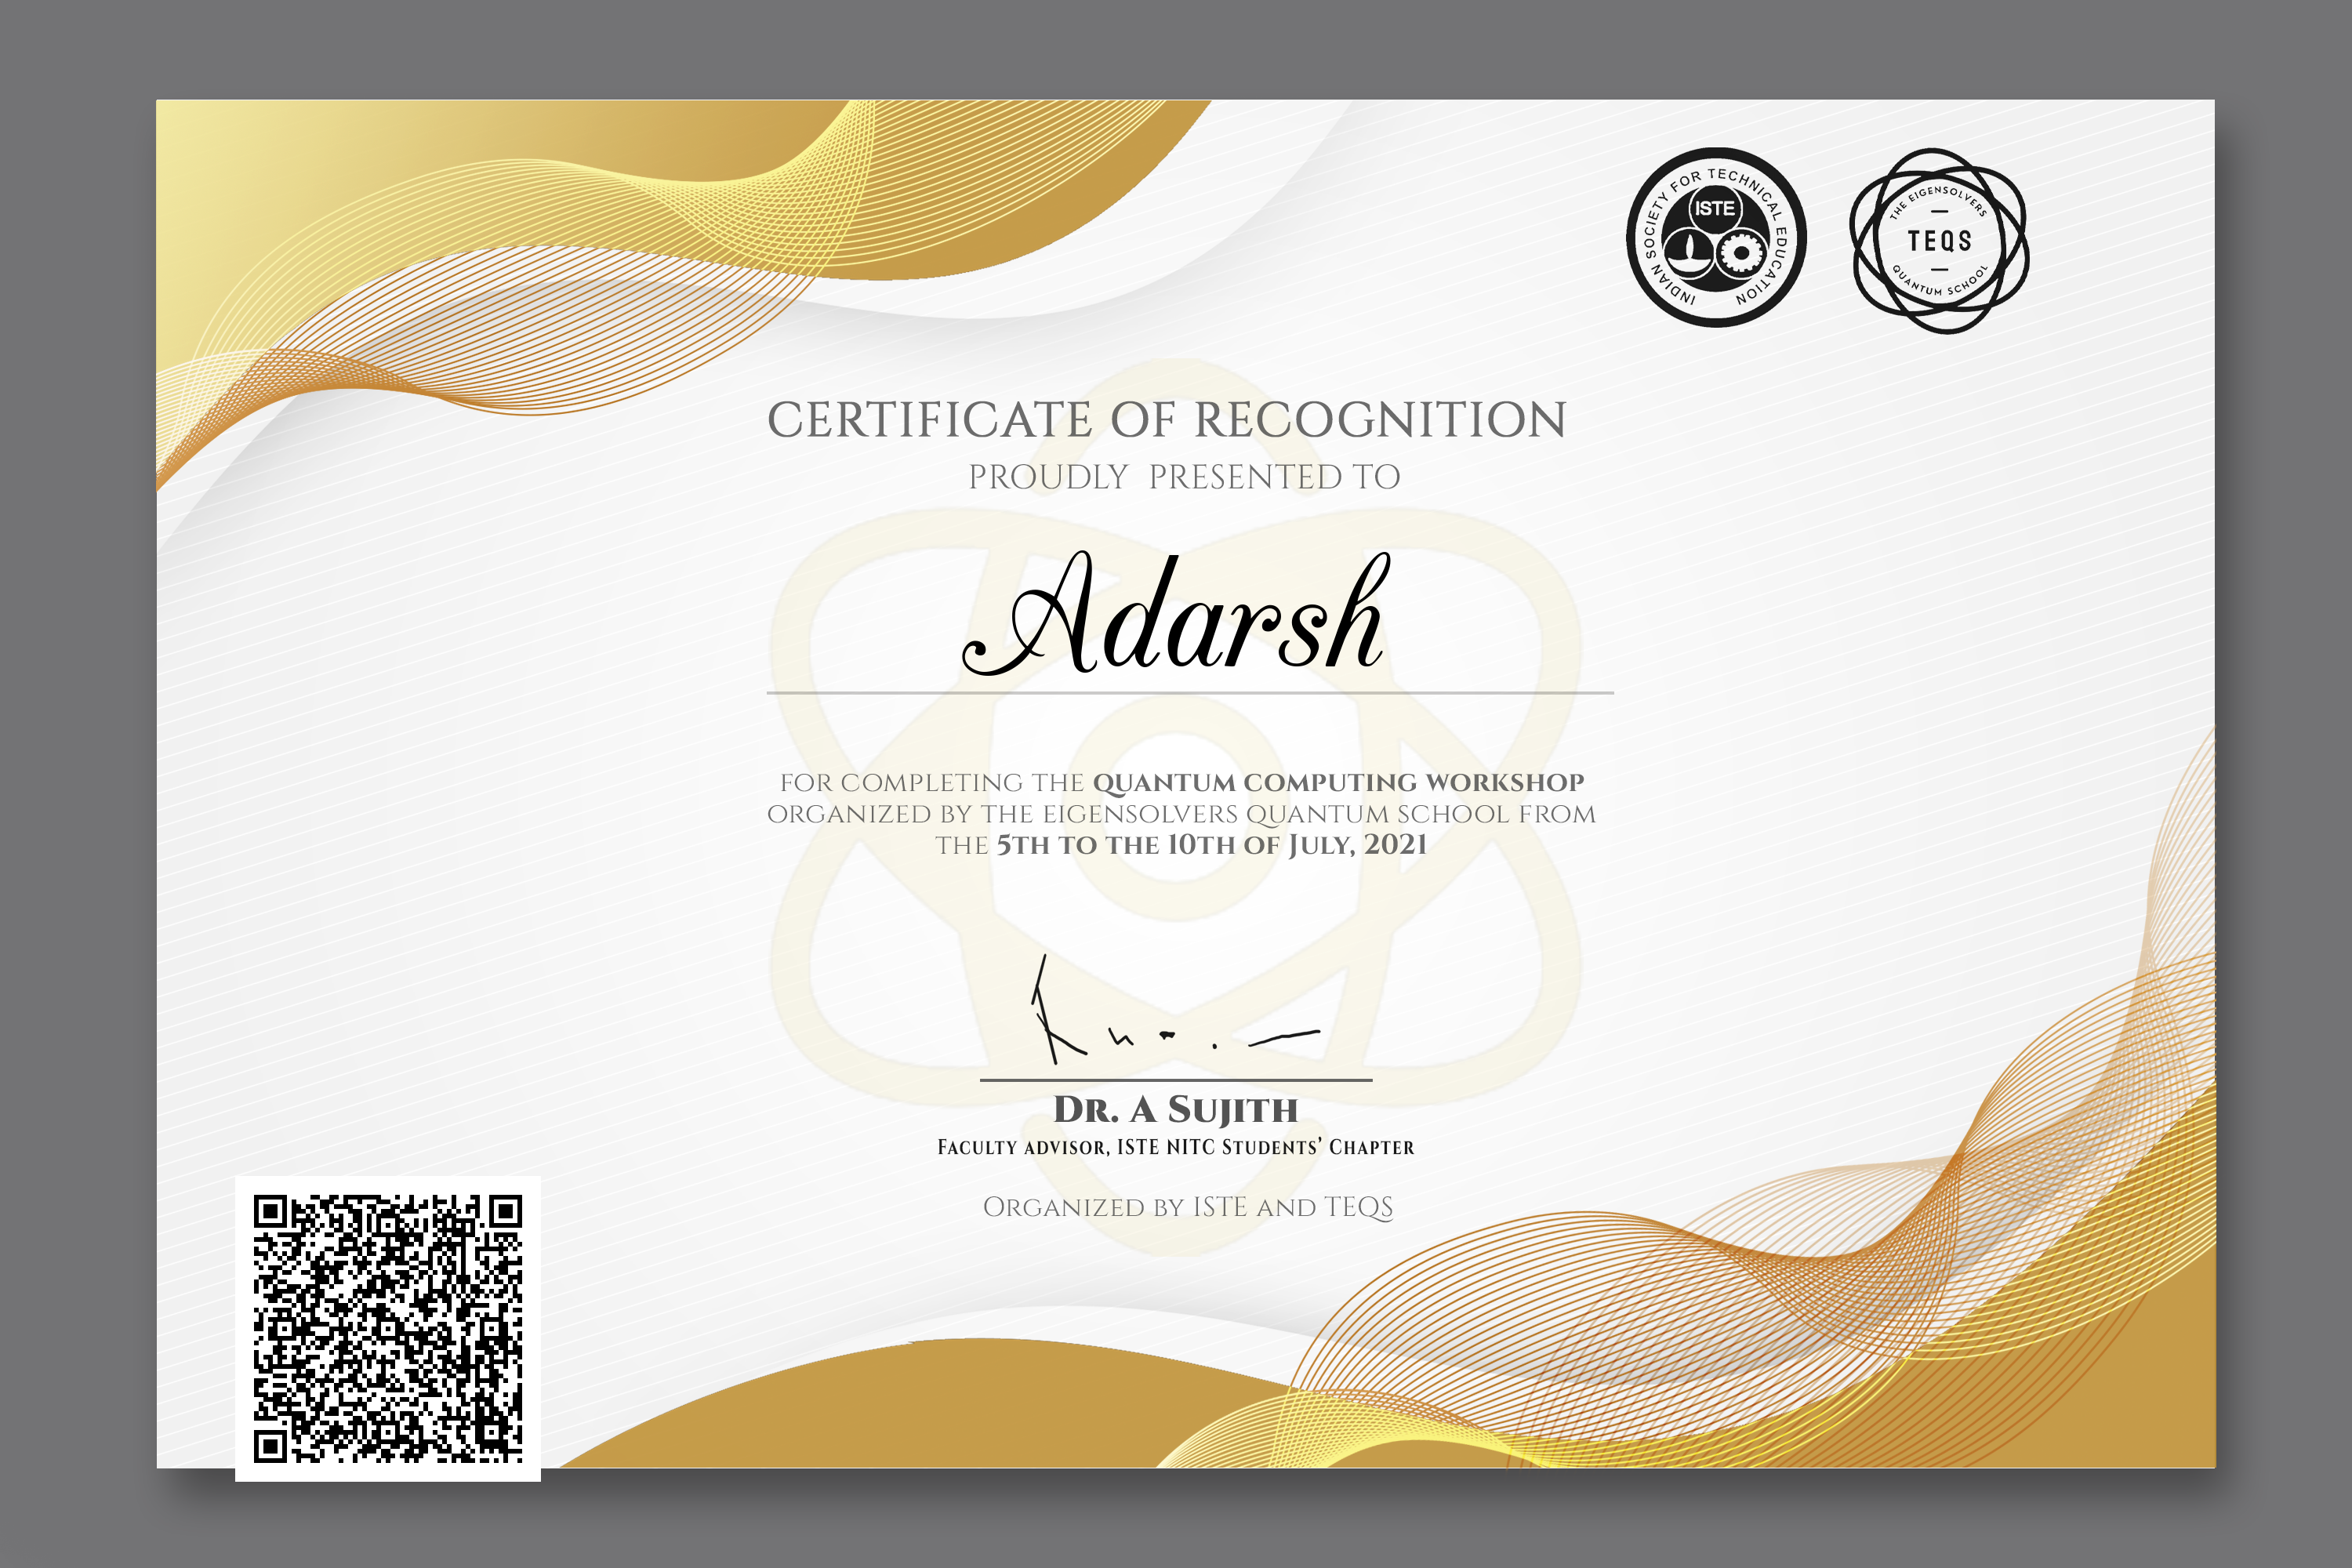 INDIAN SOCIETY FOR TECHNICAL EDUCATION
ISTE
THE EIGENSOLVERS
TEQS
QUANTUM SCHOOL
CERTIFICATE OF RECOGNITION
PROUDLY PRESENTED TO
Adarsh
FOR COMPLETING THE QUANTUM COMPUTING WORKSHOP
ORGANIZED BY THE EIGENSOLVERS QUANTUM SCHOOL FROM
THE 5TH TO THE 10TH OF JULY, 2021
DR. A SUJITH
FACULTY ADVISOR, ISTE NITC STUDENTS' CHAPTER
ORGANIZED BY ISTE AND TEQS